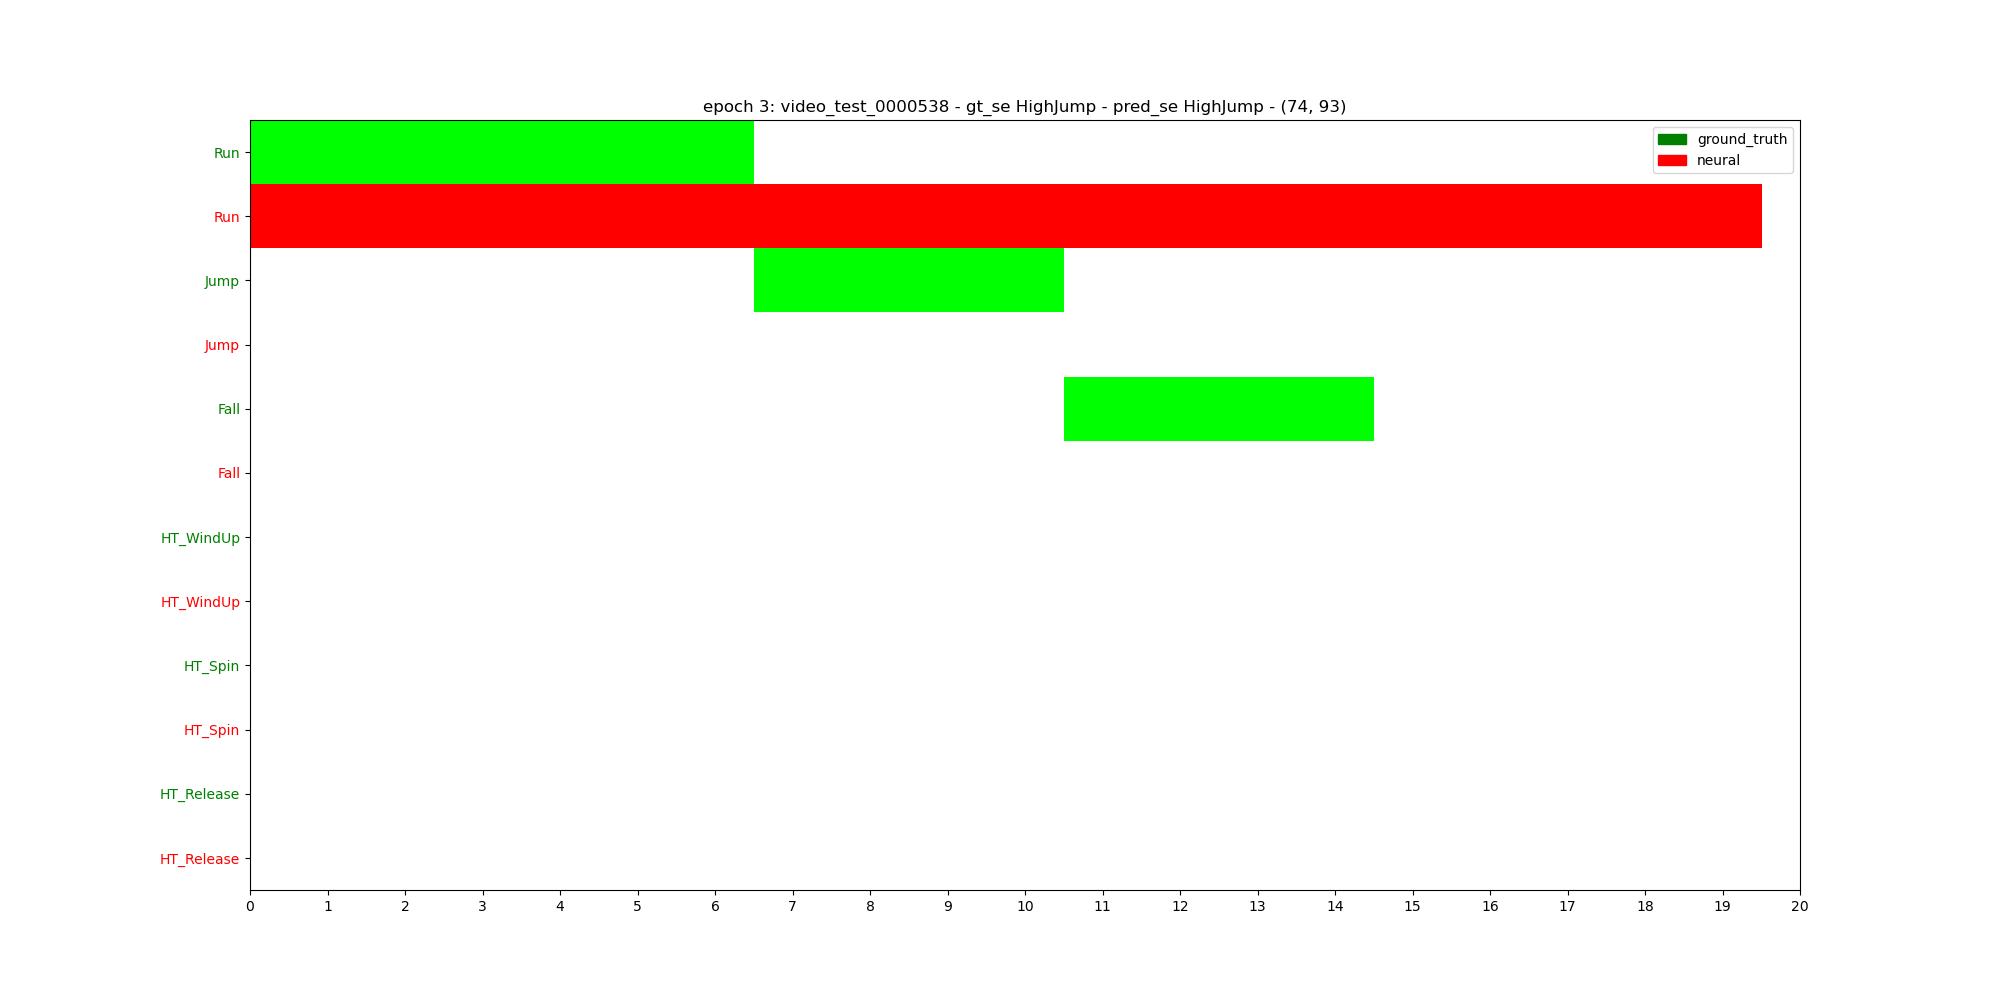 epoch 3: video_test_0000538 - gt_se HighJump - pred_se HighJump - (74, 93)
ground_truth
neural
Run
Run
Jump
Jump
Fall
Fall
HT_WindUp
HT_WindUp
HT_Spin
HT_Spin
HT_Release
HT_Release
0 1 2 3 4 5 6 7 8 9 10 11 12 13 14 15 16 17 18 19 20